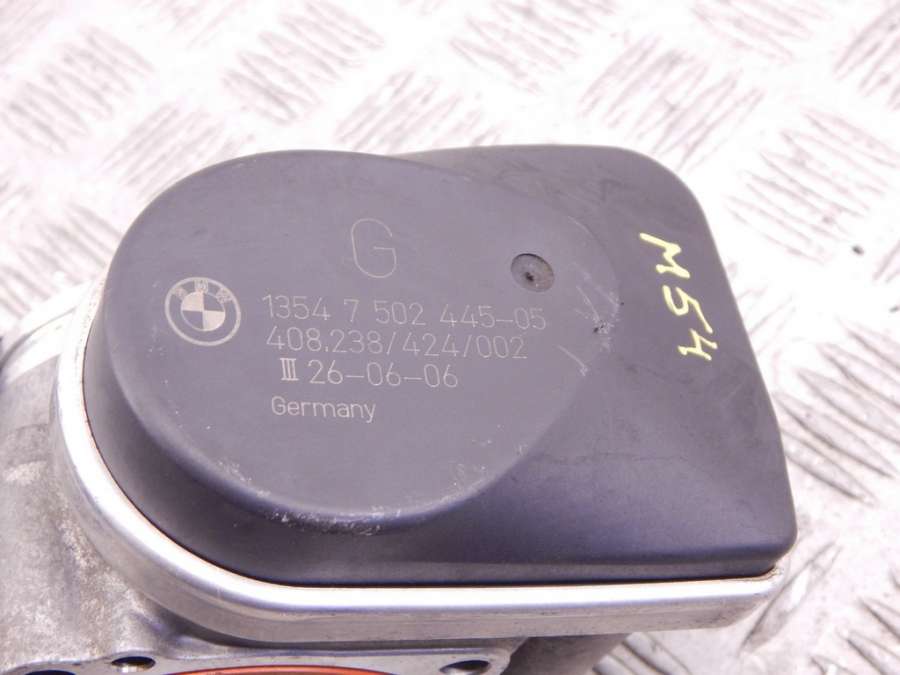 G
BMW
1354 7 502 445-05
408.238/424/002
III 26-06-06
Germany
M54